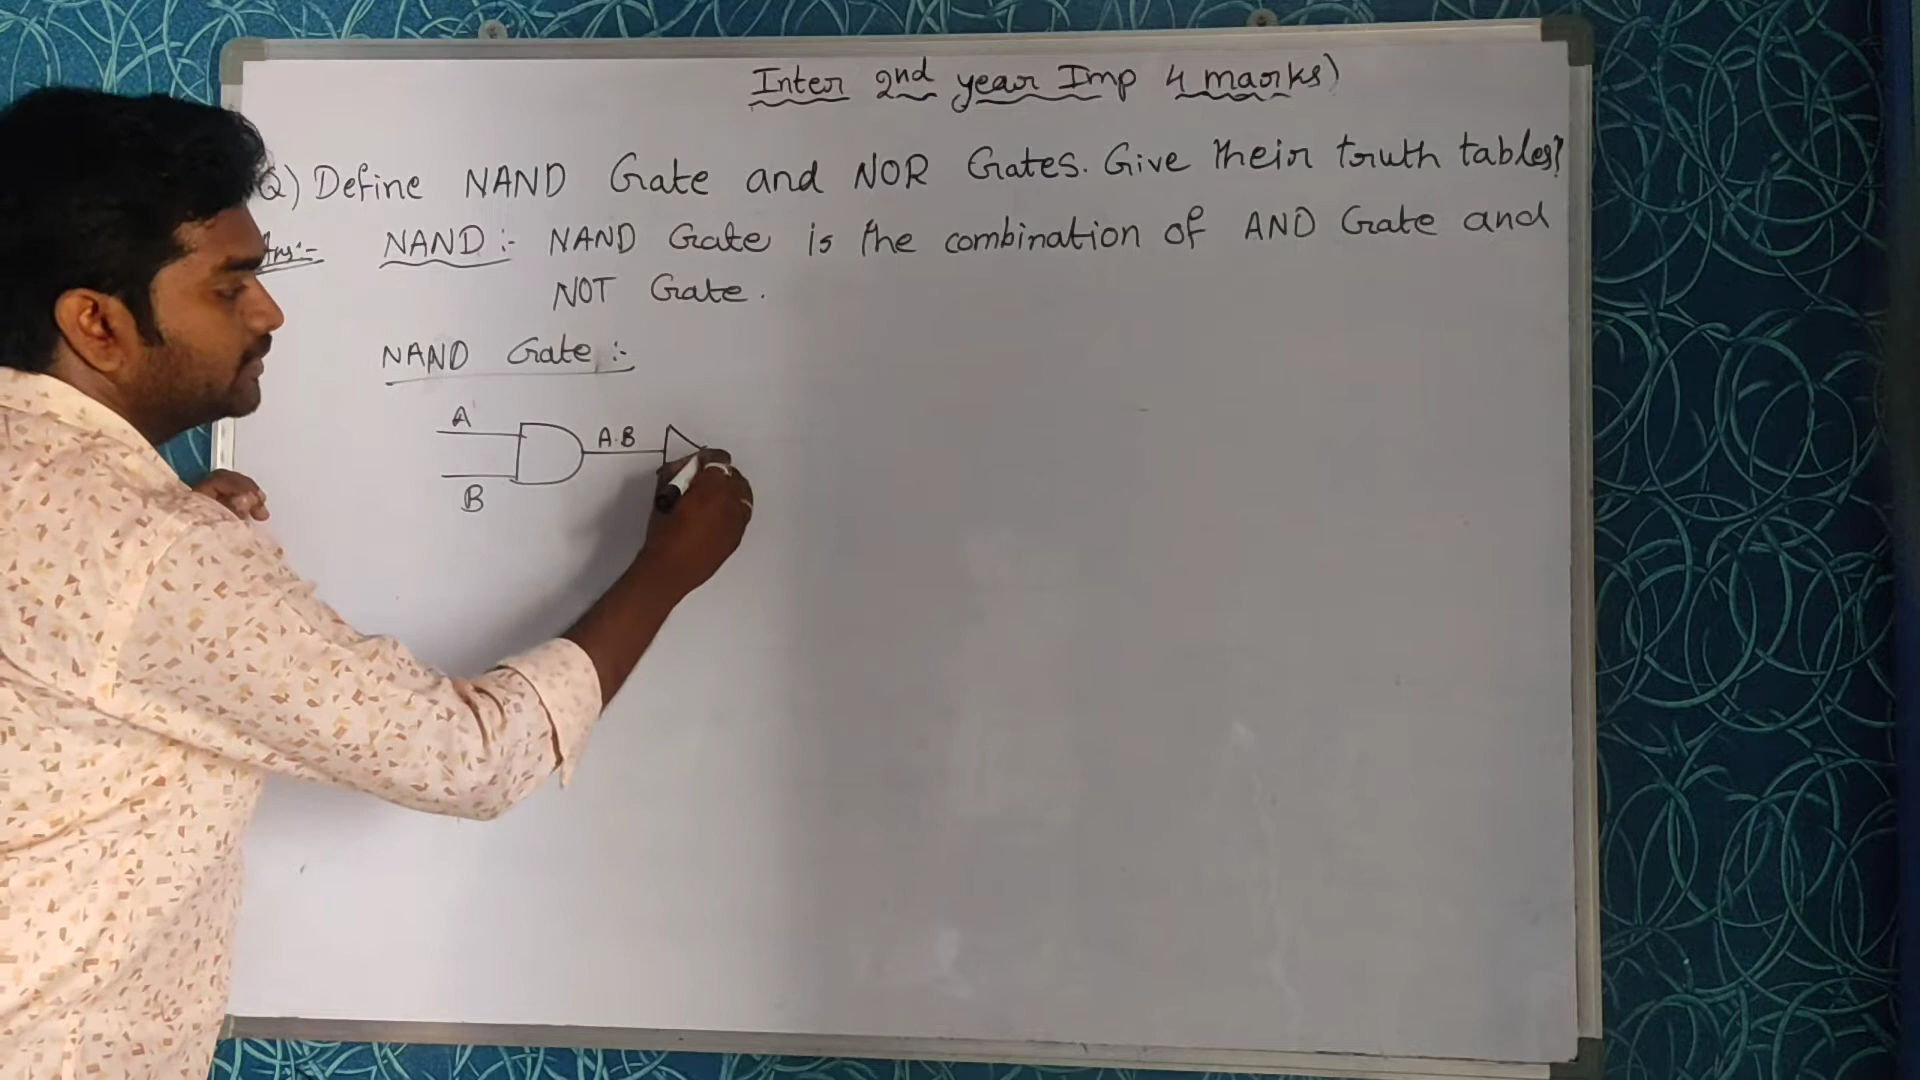 Inter 2nd year Imp 4 marks)
Q) Define NAND Gate and NOR Gates. Give their truth tables?
Ans:- NAND :- NAND Gate is the combination of AND Gate and
NOT Gate.
NAND Gate :-
A
A.B
B